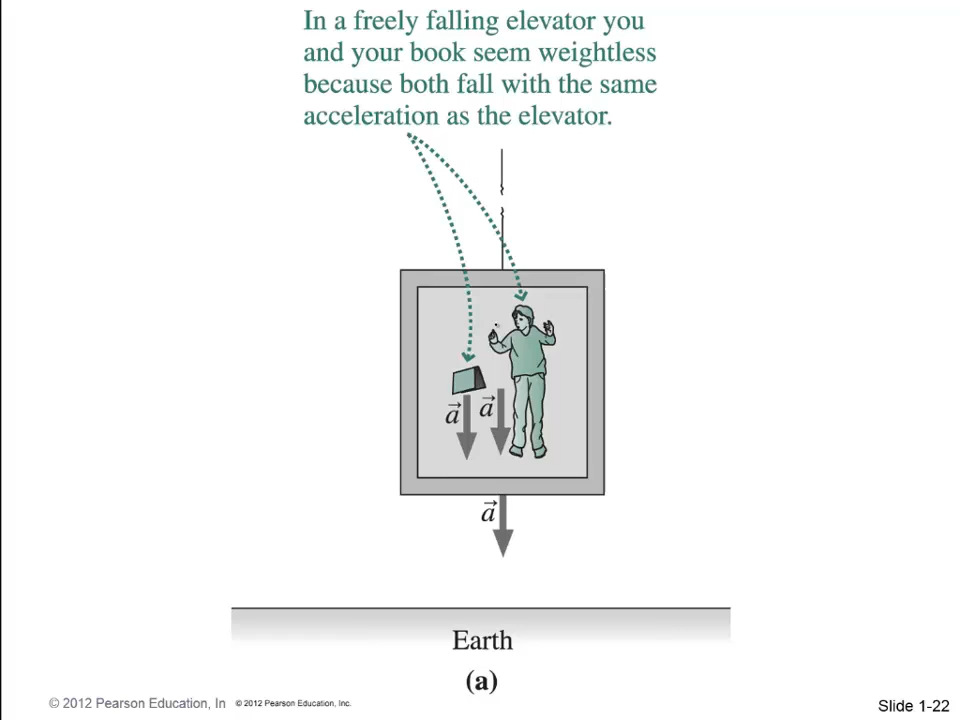 In a freely falling elevator you
and your book seem weightless
because both fall with the same
acceleration as the elevator.
a⃗
a⃗
a⃗
Earth
(a)
© 2012 Pearson Education, In
© 2012 Pearson Education, Inc.
Slide 1-22